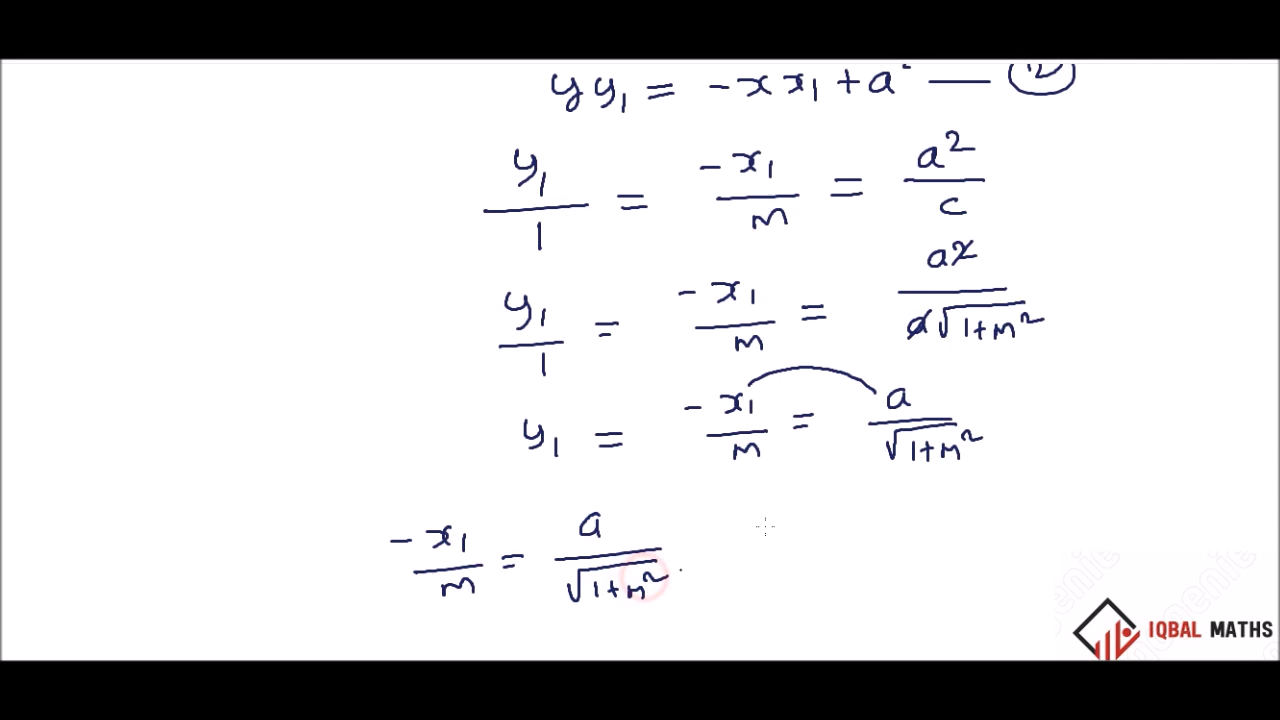 yy₁ = -xx₁ + a² —
y₁/1 = -x₁/m = a²/c
y₁/1 = -x₁/m = a²/a√1+m²
y₁ = -x₁/m = a/√1+m²
-x₁/m = a/√1+m²
IQBAL MATHS